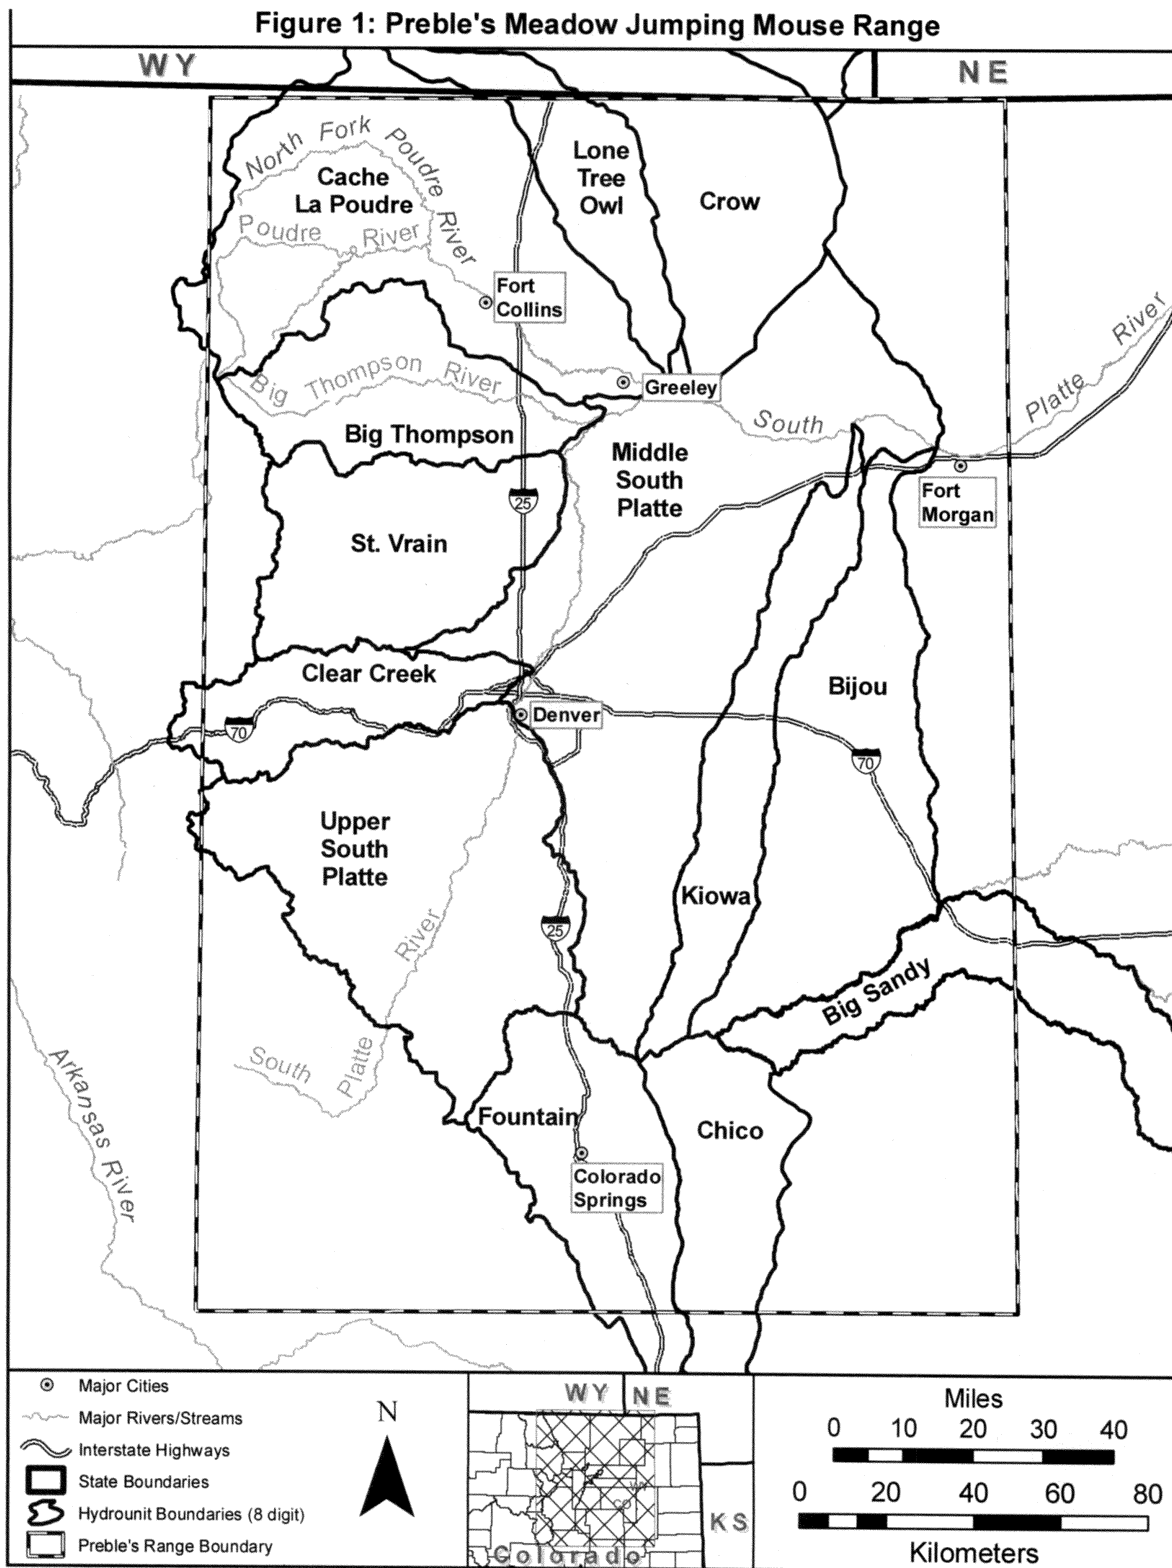 Figure 1: Preble's Meadow Jumping Mouse Range
WY
NE
North Fork Poudre River
Cache
La Poudre
Poudre River
Lone
Tree
Owl
Crow
Fort
Collins
Big Thompson River
Greeley
South Platte River
Big Thompson
Middle
South
Platte
Fort
Morgan
25
St. Vrain
Clear Creek
Bijou
70
Denver
70
Upper
South
Platte
Kiowa
25
River
Big Sandy
South Platte
Arkansas River
Fountain
Chico
Colorado
Springs
Major Cities
Major Rivers/Streams
Interstate Highways
State Boundaries
Hydrounit Boundaries (8 digit)
Preble's Range Boundary
N
WY
NE
CO
KS
Colorado
Miles
0 10 20 30 40
0 20 40 60 80
Kilometers